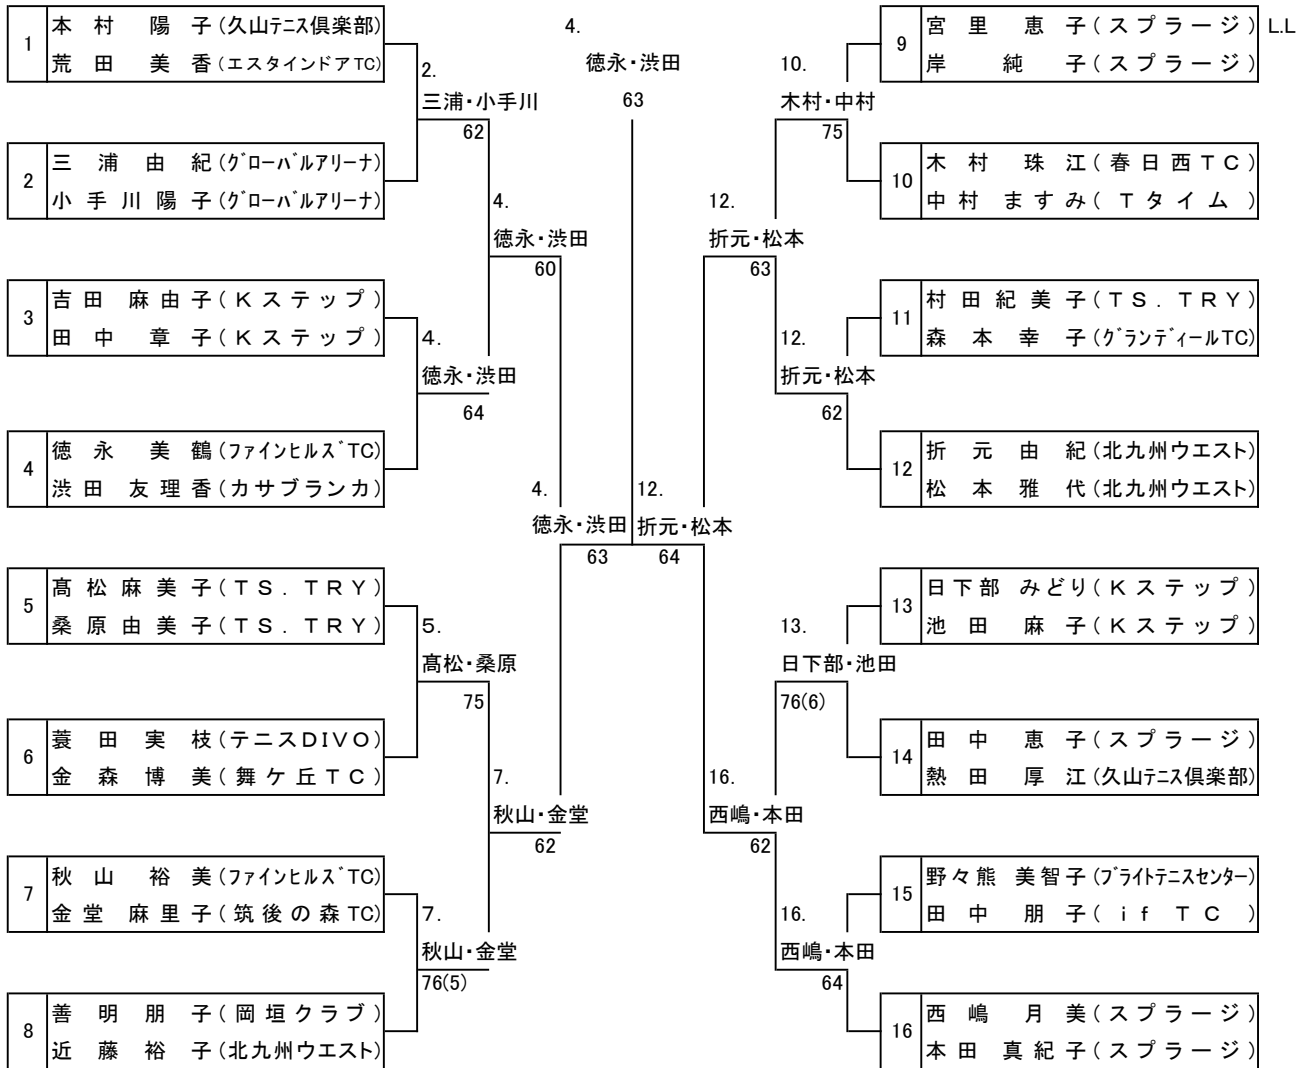 1
本 村 陽 子(久山テニス倶楽部)
荒 田 美 香(エスタインドアTC)
2
三 浦 由 紀(グローバルアリーナ)
小 手 川 陽 子(グローバルアリーナ)
3
吉 田 麻 由 子(Kステップ)
田 中 章 子(Kステップ)
4
徳 永 美 鶴(ファインヒルズTC)
渋 田 友 理 香(カサブランカ)
5
髙 松 麻 美 子(TS.TRY)
桑 原 由 美 子(TS.TRY)
6
蓑 田 実 枝(テニスDIVO)
金 森 博 美(舞ケ丘TC)
7
秋 山 裕 美(ファインヒルズTC)
金 堂 麻 里 子(筑後の森TC)
8
善 明 朋 子(岡垣クラブ)
近 藤 裕 子(北九州ウエスト)
2.
三浦・小手川
62
4.
徳永・渋田
64
5.
髙松・桑原
75
7.
秋山・金堂
76(5)
4.
徳永・渋田
60
7.
秋山・金堂
62
4.
徳永・渋田
63
4.
徳永・渋田
63
12.
折元・松本
64
12.
折元・松本
63
16.
西嶋・本田
62
10.
木村・中村
75
12.
折元・松本
62
13.
日下部・池田
76(6)
16.
西嶋・本田
64
9
宮 里 恵 子(スプラージ) L.L
岸 純 子(スプラージ)
10
木 村 珠 江(春日西TC)
中 村 ますみ( Tタイム )
11
村 田 紀 美 子(TS.TRY)
森 本 幸 子(グランディールTC)
12
折 元 由 紀(北九州ウエスト)
松 本 雅 代(北九州ウエスト)
13
日下部 みどり(Kステップ)
池 田 麻 子(Kステップ)
14
田 中 恵 子(スプラージ)
熱 田 厚 江(久山テニス倶楽部)
15
野々熊 美智子(ブライトテニスセンター)
田 中 朋 子( if TC )
16
西 嶋 月 美(スプラージ)
本 田 真 紀 子(スプラージ)